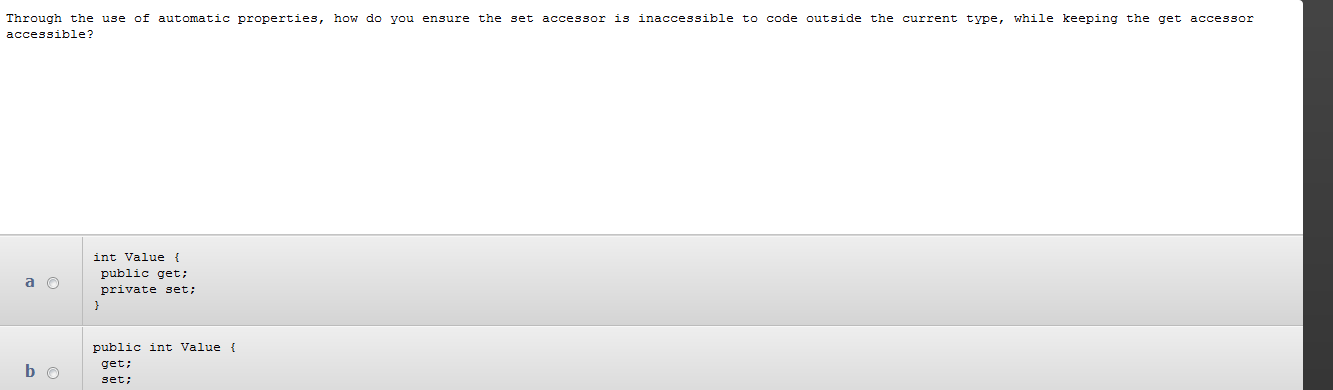 Through the use of automatic properties, how do you ensure the set accessor is inaccessible to code outside the current type, while keeping the get accessor
accessible?
a
int Value {
public get;
private set;
}
b
public int Value {
get;
set;